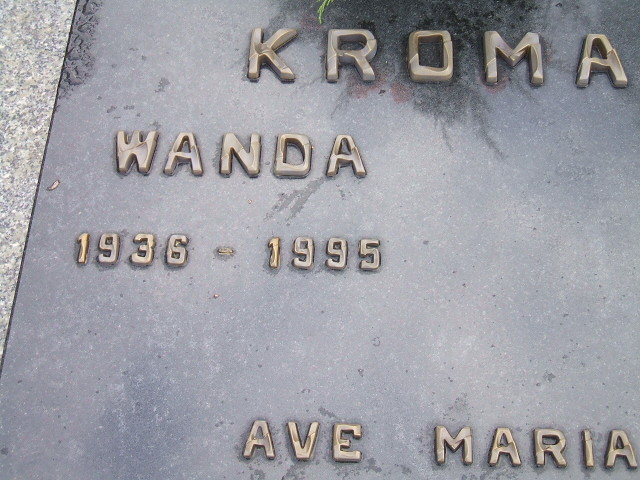 KROMA
WANDA
1936 - 1995
AVE MARIA